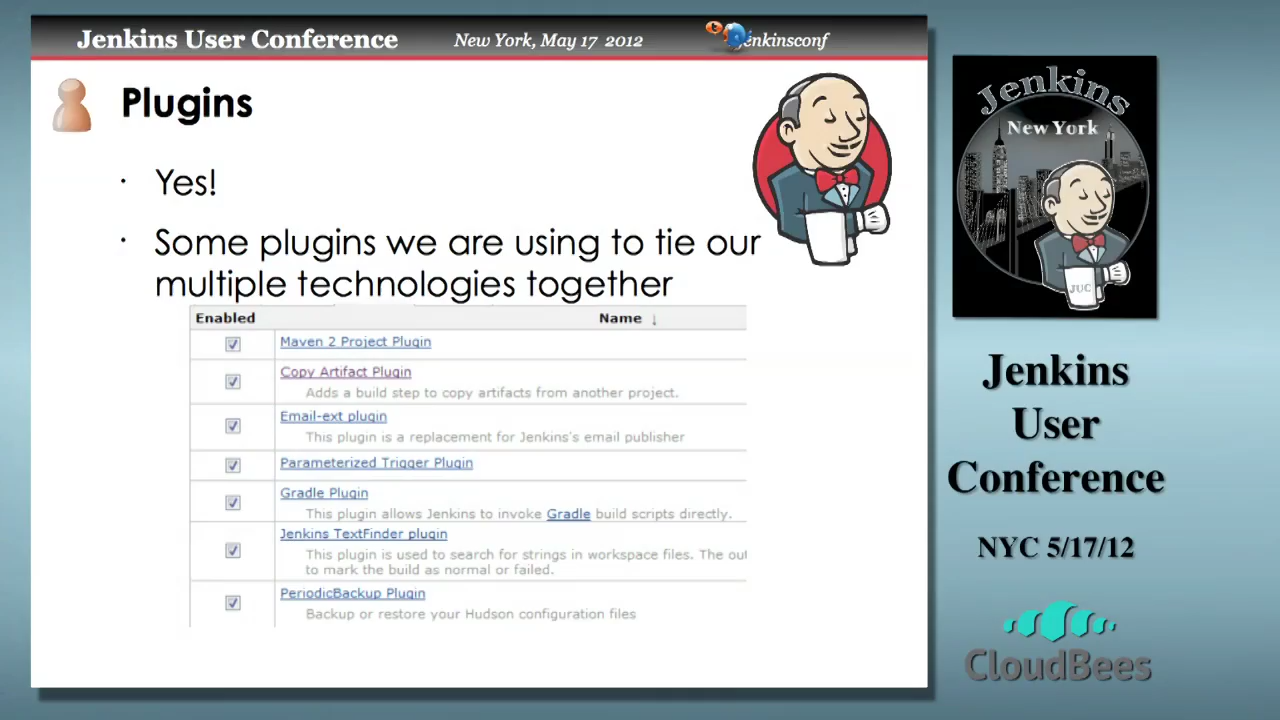 Jenkins User Conference
New York, May 17 2012
enkinsconf
Plugins
· Yes!
· Some plugins we are using to tie our
multiple technologies together
Enabled Name ↓
Maven 2 Project Plugin
Copy Artifact Plugin
Adds a build step to copy artifacts from another project.
Email-ext plugin
This plugin is a replacement for Jenkins's email publisher
Parameterized Trigger Plugin
Gradle Plugin
This plugin allows Jenkins to invoke Gradle build scripts directly.
Jenkins TextFinder plugin
This plugin is used to search for strings in workspace files. The out
to mark the build as normal or failed.
PeriodicBackup Plugin
Backup or restore your Hudson configuration files
Jenkins
New York
JUC
Jenkins
User
Conference
NYC 5/17/12
CloudBees